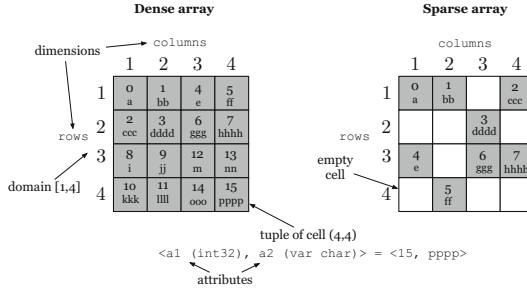 Dense array
Sparse array
dimensions
columns
columns
1 2 3 4
1 2 3 4
1
0 1 4 5
a bb e ff
1
0 1 2
a bb ccc
2
2 3 6 7
ccc dddd ggg hhhh
2
3
dddd
rows
rows
3
8 9 12 13
i jj m nn
3
4 6 7
e ggg hhhh
domain [1,4]
empty
cell
4
10 11 14 15
kkk llll ooo pppp
4
5
ff
tuple of cell (4,4)
<a1 (int32), a2 (var char)> = <15, pppp>
attributes